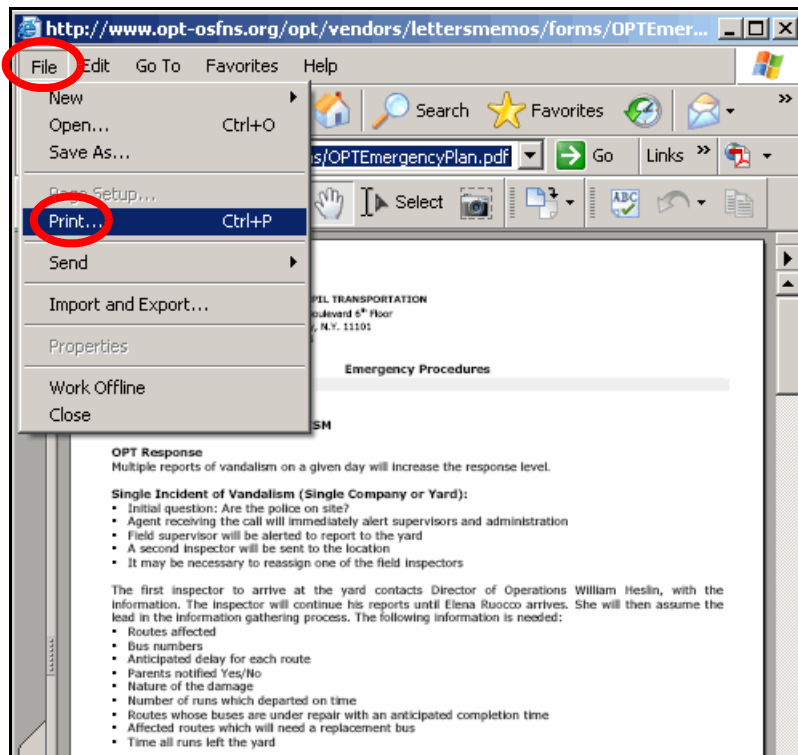 http://www.opt-osfns.org/opt/vendors/lettersmemos/forms/OPTEmer...
File Edit Go To Favorites Help
New
Open... Ctrl+O
Save As...
Page Setup...
Print... Ctrl+P
Send
Import and Export...
Properties
Work Offline
Close
Search Favorites
ns/OPTEmergencyPlan.pdf Go Links
Select ABC
PIL TRANSPORTATION
oulevard 6th Floor
, N.Y. 11101
Emergency Procedures
SM
OPT Response
Multiple reports of vandalism on a given day will increase the response level.
Single Incident of Vandalism (Single Company or Yard):
▪ Initial question: Are the police on site?
▪ Agent receiving the call will immediately alert supervisors and administration
▪ Field supervisor will be alerted to report to the yard
▪ A second inspector will be sent to the location
▪ It may be necessary to reassign one of the field inspectors
The first inspector to arrive at the yard contacts Director of Operations William Heslin, with the
information. The inspector will continue his reports until Elena Ruocco arrives. She will then assume the
lead in the information gathering process. The following information is needed:
▪ Routes affected
▪ Bus numbers
▪ Anticipated delay for each route
▪ Parents notified Yes/No
▪ Nature of the damage
▪ Number of runs which departed on time
▪ Routes whose buses are under repair with an anticipated completion time
▪ Affected routes which will need a replacement bus
▪ Time all runs left the yard